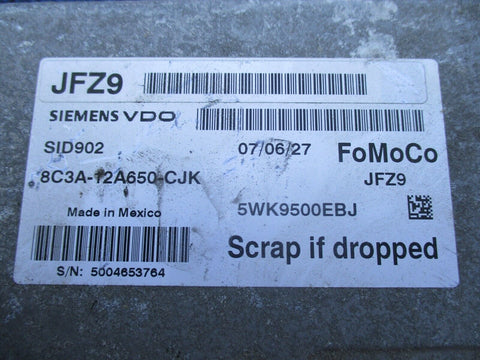 JFZ9
SIEMENS VDO
SID902 07/06/27 FoMoCo
8C3A-12A650-CJK JFZ9
Made in Mexico 5WK9500EBJ
Scrap if dropped
S/N: 5004653764